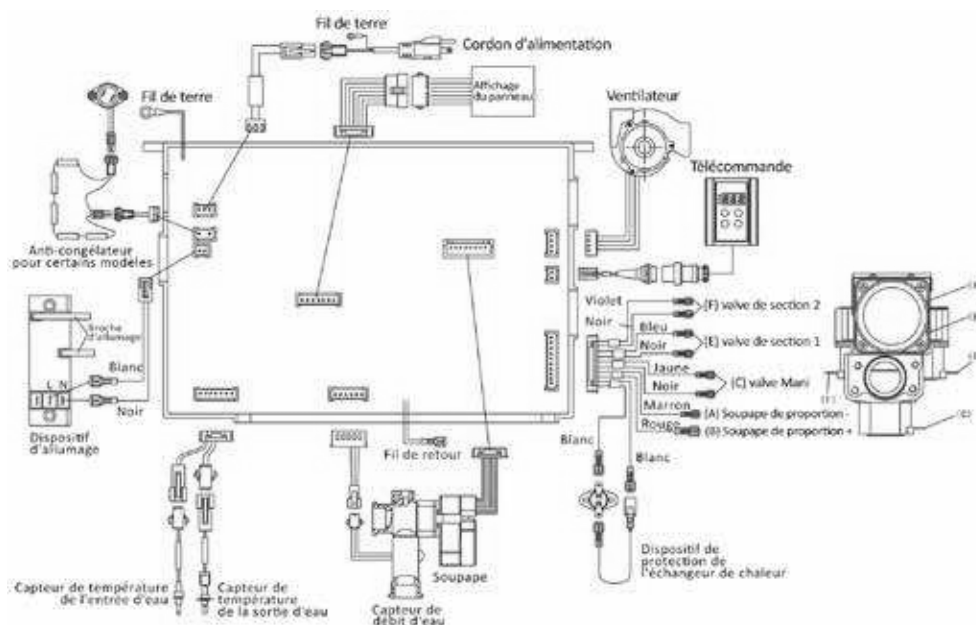 Fil de terre
Cordon d'alimentation
Fil de terre
Affichage
du panneau
Ventilateur
Télécommande
Anti-congélateur
pour certains modèles
Broche
d'allumage
Blanc
L N
Noir
Dispositif
d'allumage
Violet
Noir
(F) valve de section 2
Bleu
Noir
(E) valve de section 1
Jaune
Noir
(C) valve Mani
Marron
(A) Soupape de proportion -
Rouge
(B) Soupape de proportion +
Blanc
Blanc
Fil de retour
Dispositif de
protection de
l'échangeur de chaleur
Soupape
Capteur de
débit d'eau
Capteur de température
de l'entrée d'eau
Capteur de
température
de la sortie d'eau